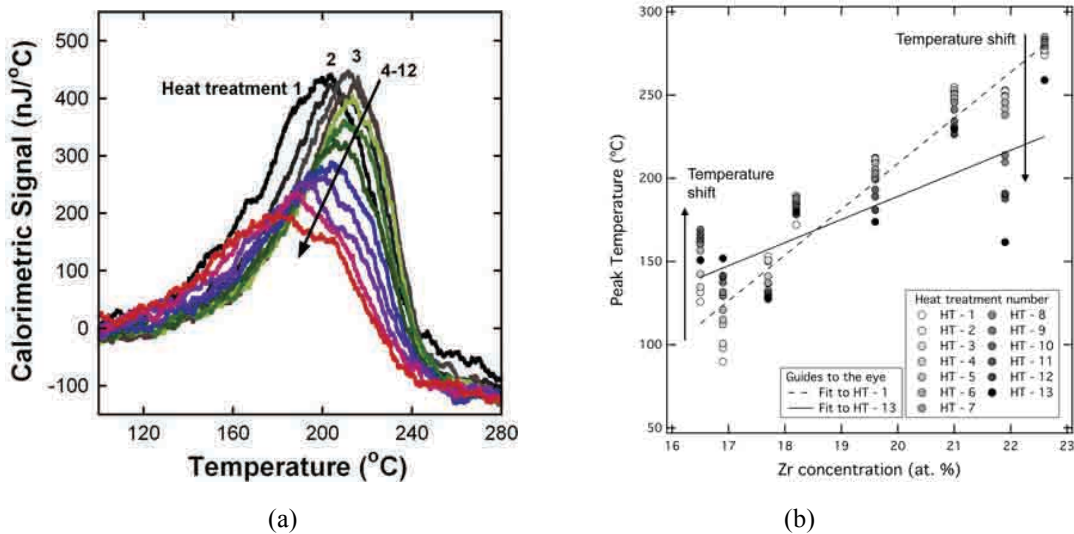 500
400
300
200
100
0
-100
Calorimetric Signal (nJ/°C)
Heat treatment 1
2
3
4-12
100
120
160
200
240
280
Temperature (°C)
(a)
300
250
200
150
100
50
Peak Temperature (°C)
Temperature shift
Temperature
shift
Heat treatment number
HT - 1
HT - 2
HT - 3
HT - 4
HT - 5
HT - 6
HT - 7
HT - 8
HT - 9
HT - 10
HT - 11
HT - 12
HT - 13
Guides to the eye
Fit to HT - 1
Fit to HT - 13
16
17
18
19
20
21
22
23
Zr concentration (at. %)
(b)